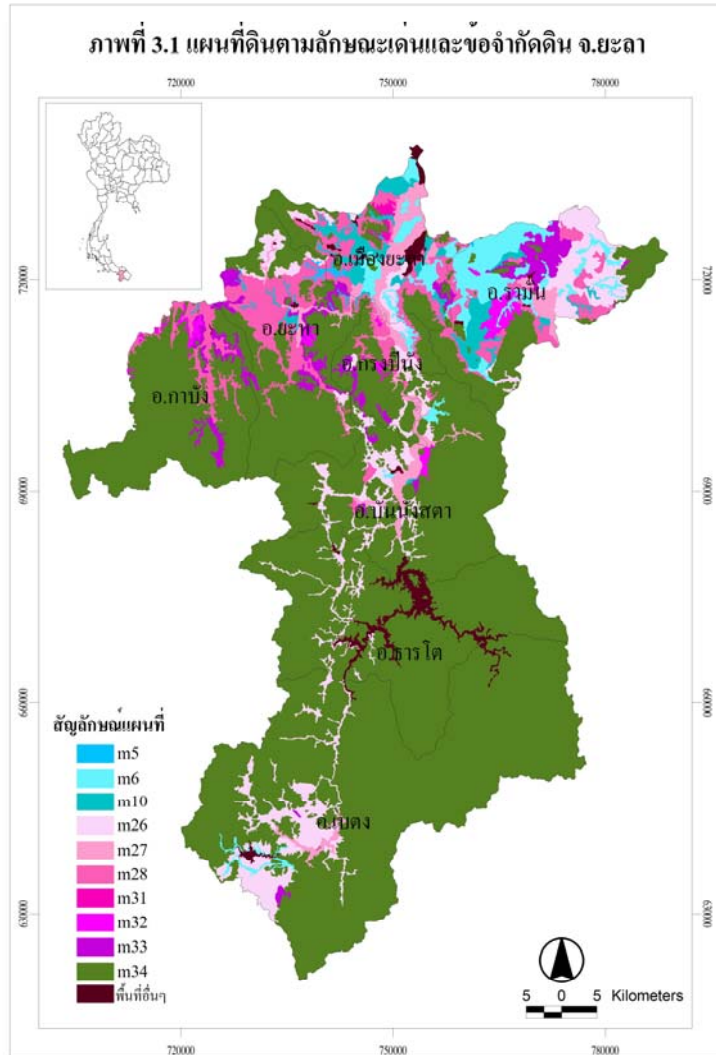 ภาพที่ 3.1 แผนที่ดินตามลักษณะเด่นและข้อจำกัดดิน จ.ยะลา
720000 750000 780000
อ.เมืองยะลา
720000 อ.รามัน 720000
อ.ยะหา
อ.กรงปินัง
อ.กาบัง
690000 690000
อ.บันนังสตา
อ.ธารโต
660000 660000
สัญลักษณ์แผนที่
m5
m6
m10
m26
m27
m28
m31
m32
m33
m34
พื้นที่อื่นๆ
อ.เบตง
630000 630000
5 0 5 Kilometers
720000 750000 780000